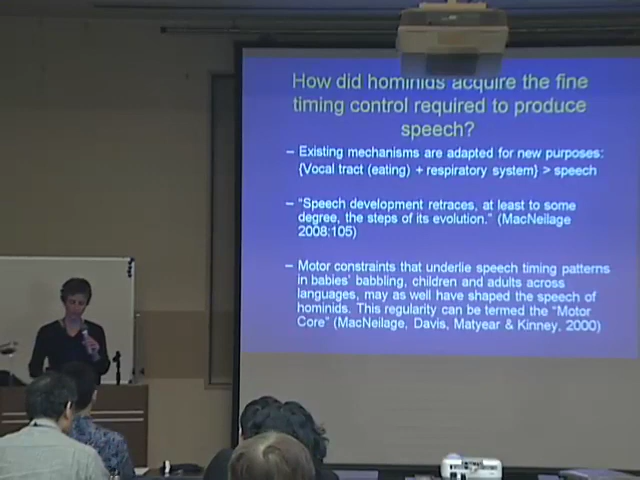 How did hominids acquire the fine
timing control required to produce
speech?
– Existing mechanisms are adapted for new purposes:
{Vocal tract (eating) + respiratory system} > speech
– “Speech development retraces, at least to some
degree, the steps of its evolution.” (MacNeilage
2008:105)
– Motor constraints that underlie speech timing patterns
in babies' babbling, children and adults across
languages, may as well have shaped the speech of
hominids. This regularity can be termed the “Motor
Core” (MacNeilage, Davis, Matyear & Kinney, 2000)